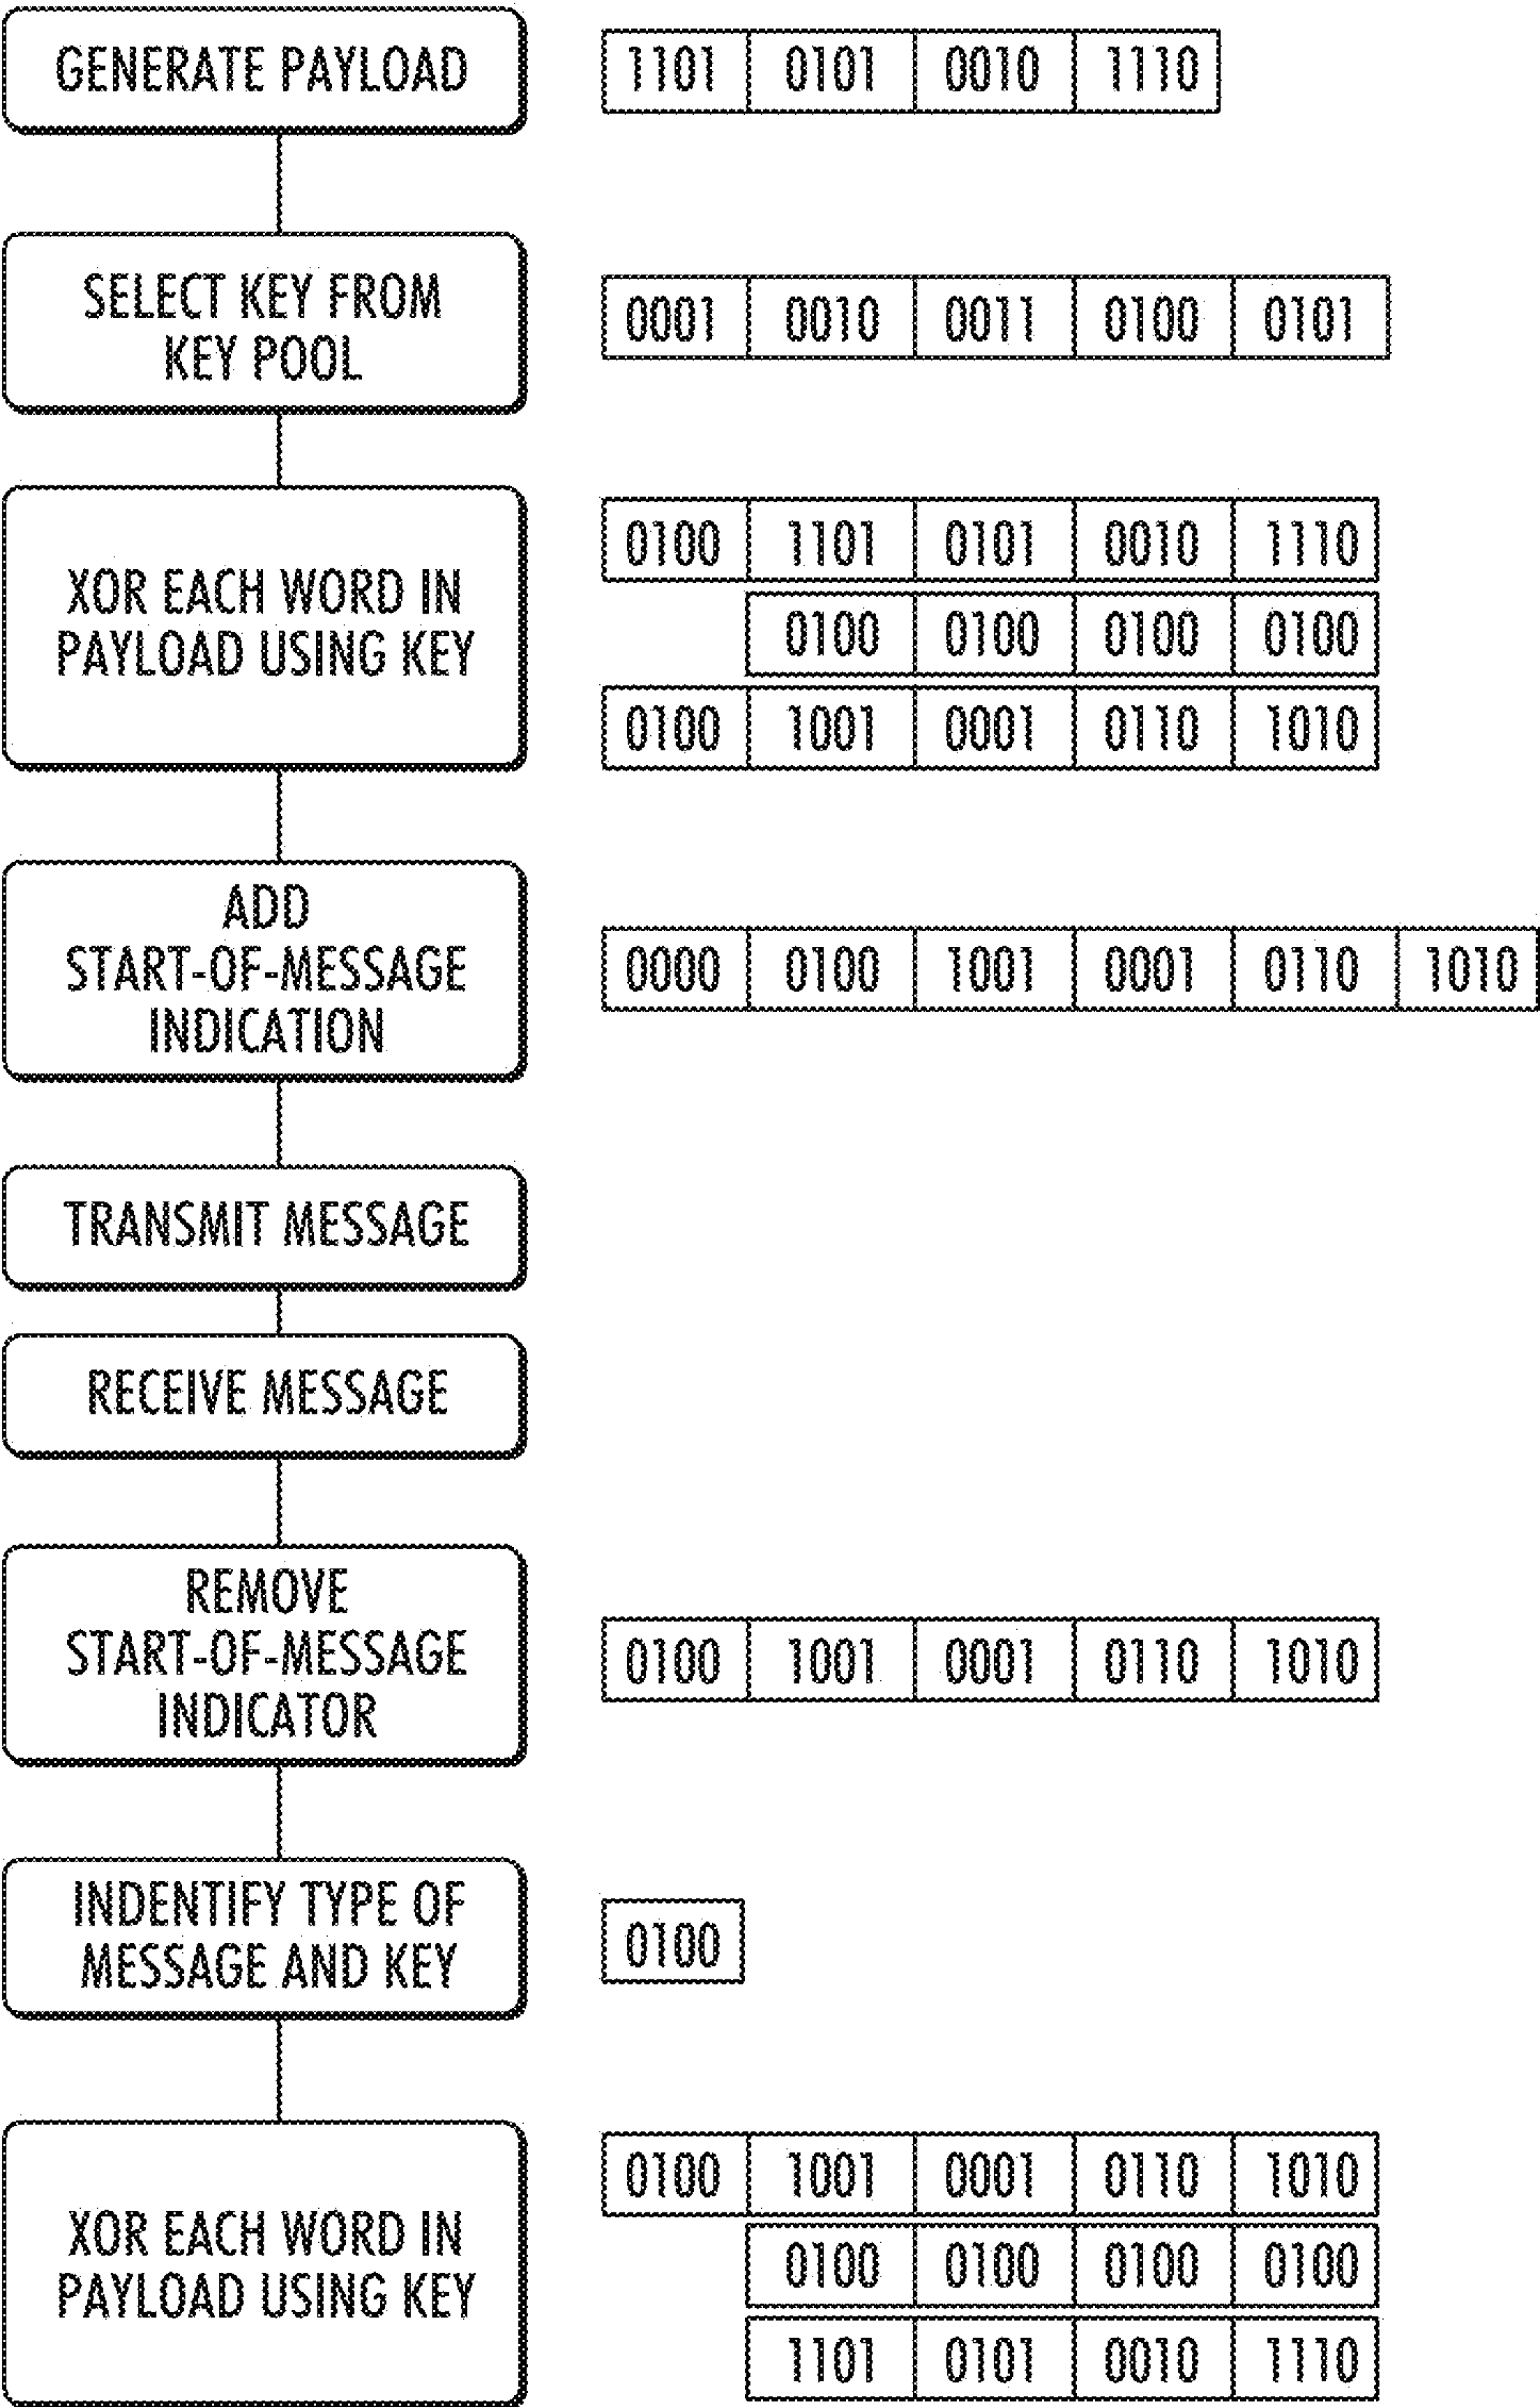 GENERATE PAYLOAD
1101 0101 0010 1110
SELECT KEY FROM
KEY POOL
0001 0010 0011 0100 0101
XOR EACH WORD IN
PAYLOAD USING KEY
0100 1101 0101 0010 1110
0100 0100 0100 0100
0100 1001 0001 0110 1010
ADD
START-OF-MESSAGE
INDICATION
0000 0100 1001 0001 0110 1010
TRANSMIT MESSAGE
RECEIVE MESSAGE
REMOVE
START-OF-MESSAGE
INDICATOR
0100 1001 0001 0110 1010
INDENTIFY TYPE OF
MESSAGE AND KEY
0100
XOR EACH WORD IN
PAYLOAD USING KEY
0100 1001 0001 0110 1010
0100 0100 0100 0100
1101 0101 0010 1110